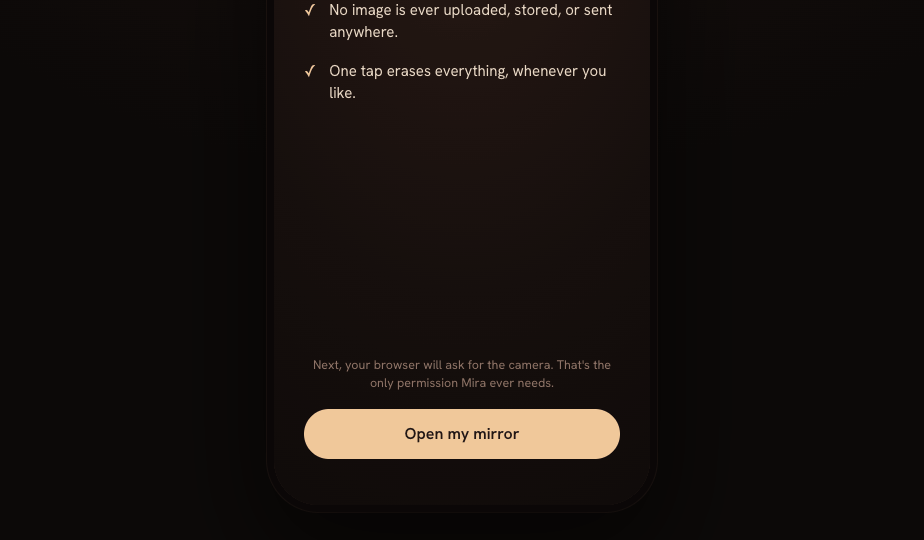 ✓ No image is ever uploaded, stored, or sent
anywhere.
✓ One tap erases everything, whenever you
like.
Next, your browser will ask for the camera. That's the
only permission Mira ever needs.
Open my mirror